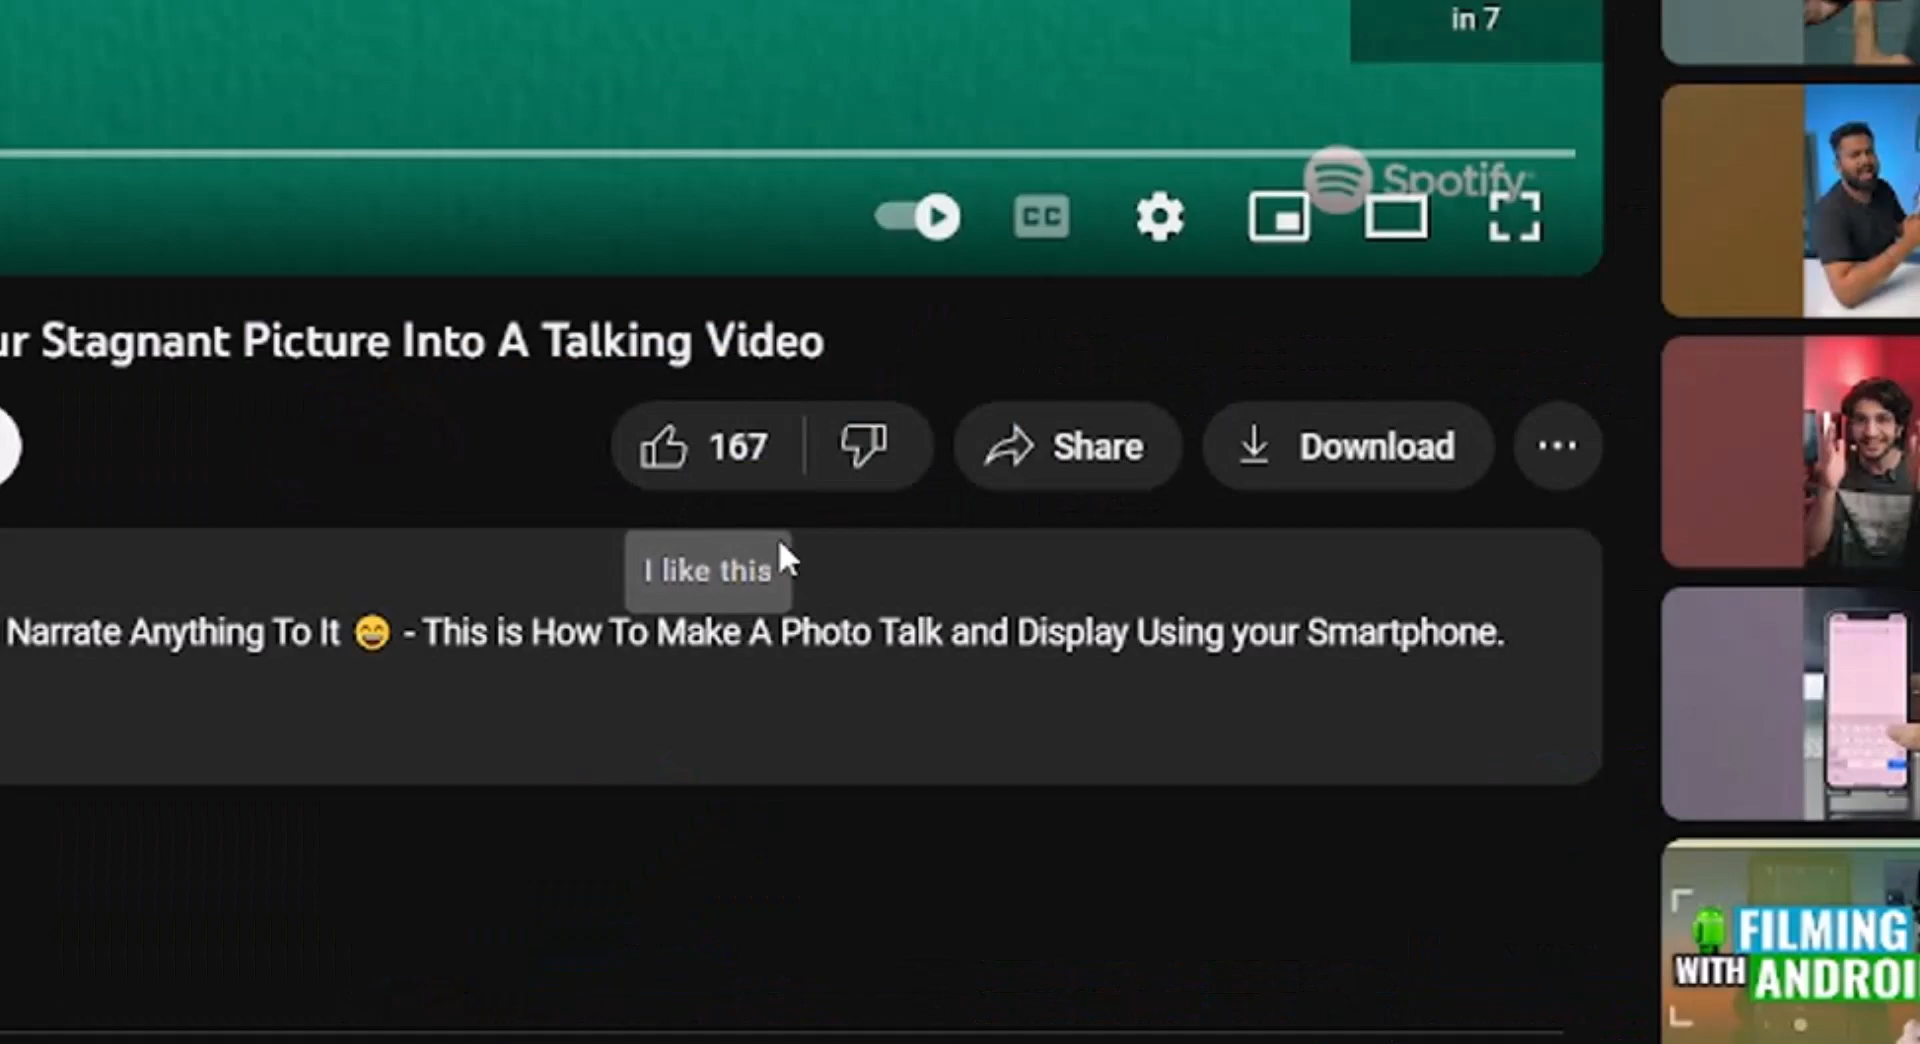 in 7
Spotify
CC
ur Stagnant Picture Into A Talking Video
167
Share
Download
I like this
Narrate Anything To It 😄 - This is How To Make A Photo Talk and Display Using your Smartphone.
FILMING
WITH ANDROI